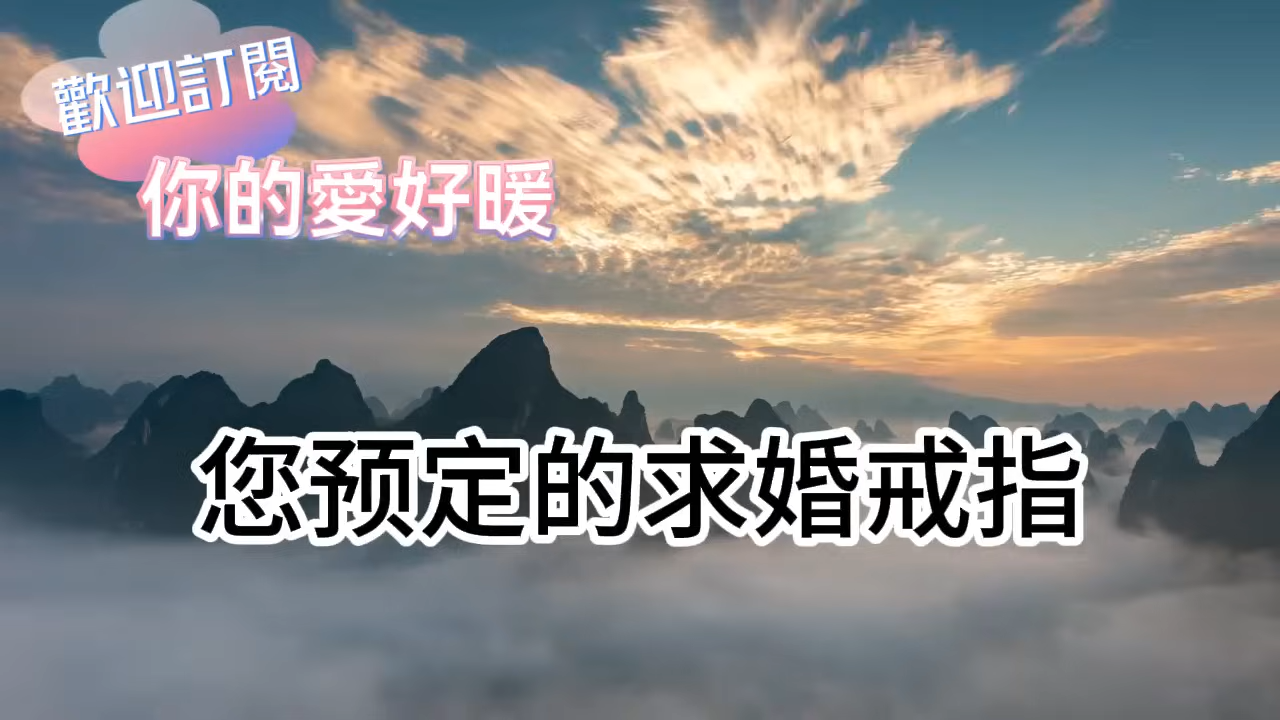 歡迎訂閱
你的愛好暖
您预定的求婚戒指